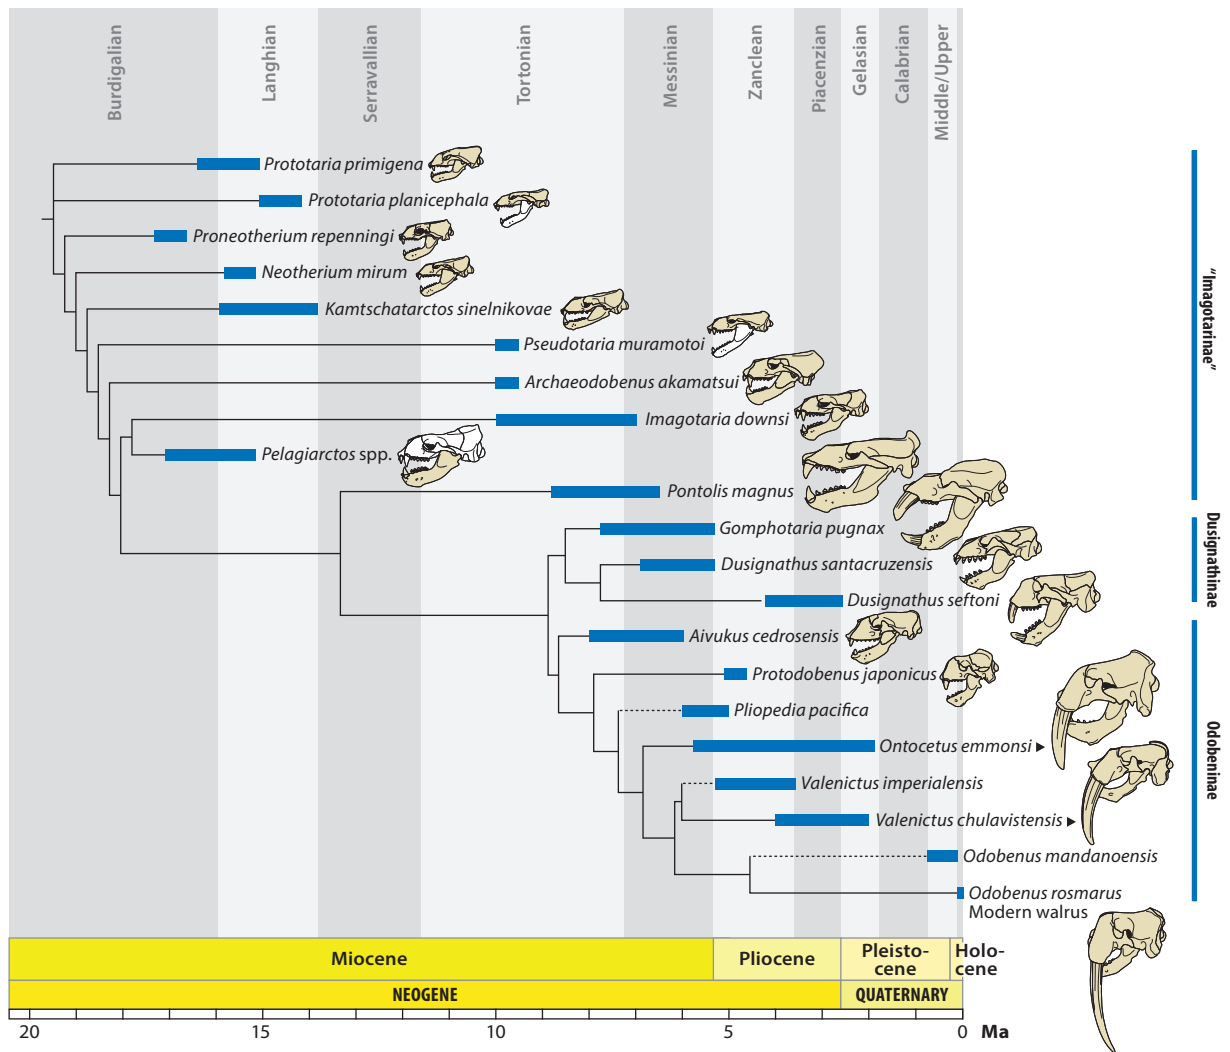 Burdigalian
Langhian
Serravallian
Tortonian
Messinian
Zanclean
Piacenzian
Gelasian
Calabrian
Middle/Upper
Prototaria primigena
Prototaria planicephala
Proneotherium repenningi
Neotherium mirum
Kamtschatarctos sinelnikovae
Pseudotaria muramotoi
Archaeodobenus akamatsui
Imagotaria downsi
Pelagiarctos spp.
Pontolis magnus
"Imagotarinae"
Gomphotaria pugnax
Dusignathus santacruzensis
Dusignathus seftoni
Dusignathinae
Aivukus cedrosensis
Protodobenus japonicus
Pliopedia pacifica
Ontocetus emmonsi ▶
Valenictus imperialensis
Valenictus chulavistensis ▶
Odobenus mandanoensis
Odobenus rosmarus
Modern walrus
Odobeninae
Miocene
Pliocene
Pleisto-
cene
Holo-
cene
NEOGENE
QUATERNARY
20 15 10 5 0 Ma